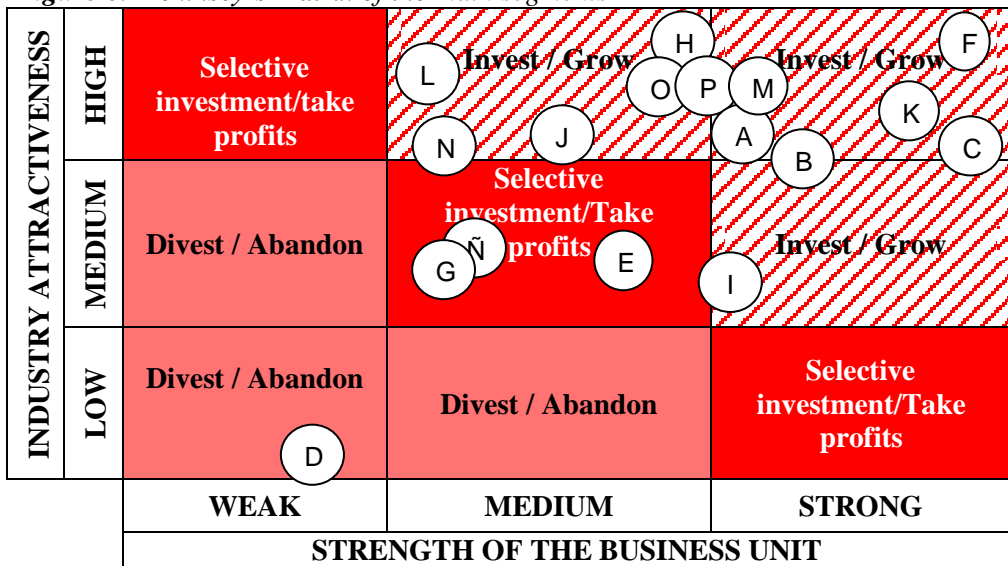 INDUSTRY ATTRACTIVENESS
HIGH
Selective
investment/take
profits
Invest / Grow
Invest / Grow
H
F
L
O
P
M
K
A
N
J
B
C
MEDIUM
Divest / Abandon
Selective
investment/Take
profits
Invest / Grow
Ñ
G
E
I
LOW
Divest / Abandon
Divest / Abandon
Selective
investment/Take
profits
D
WEAK
MEDIUM
STRONG
STRENGTH OF THE BUSINESS UNIT